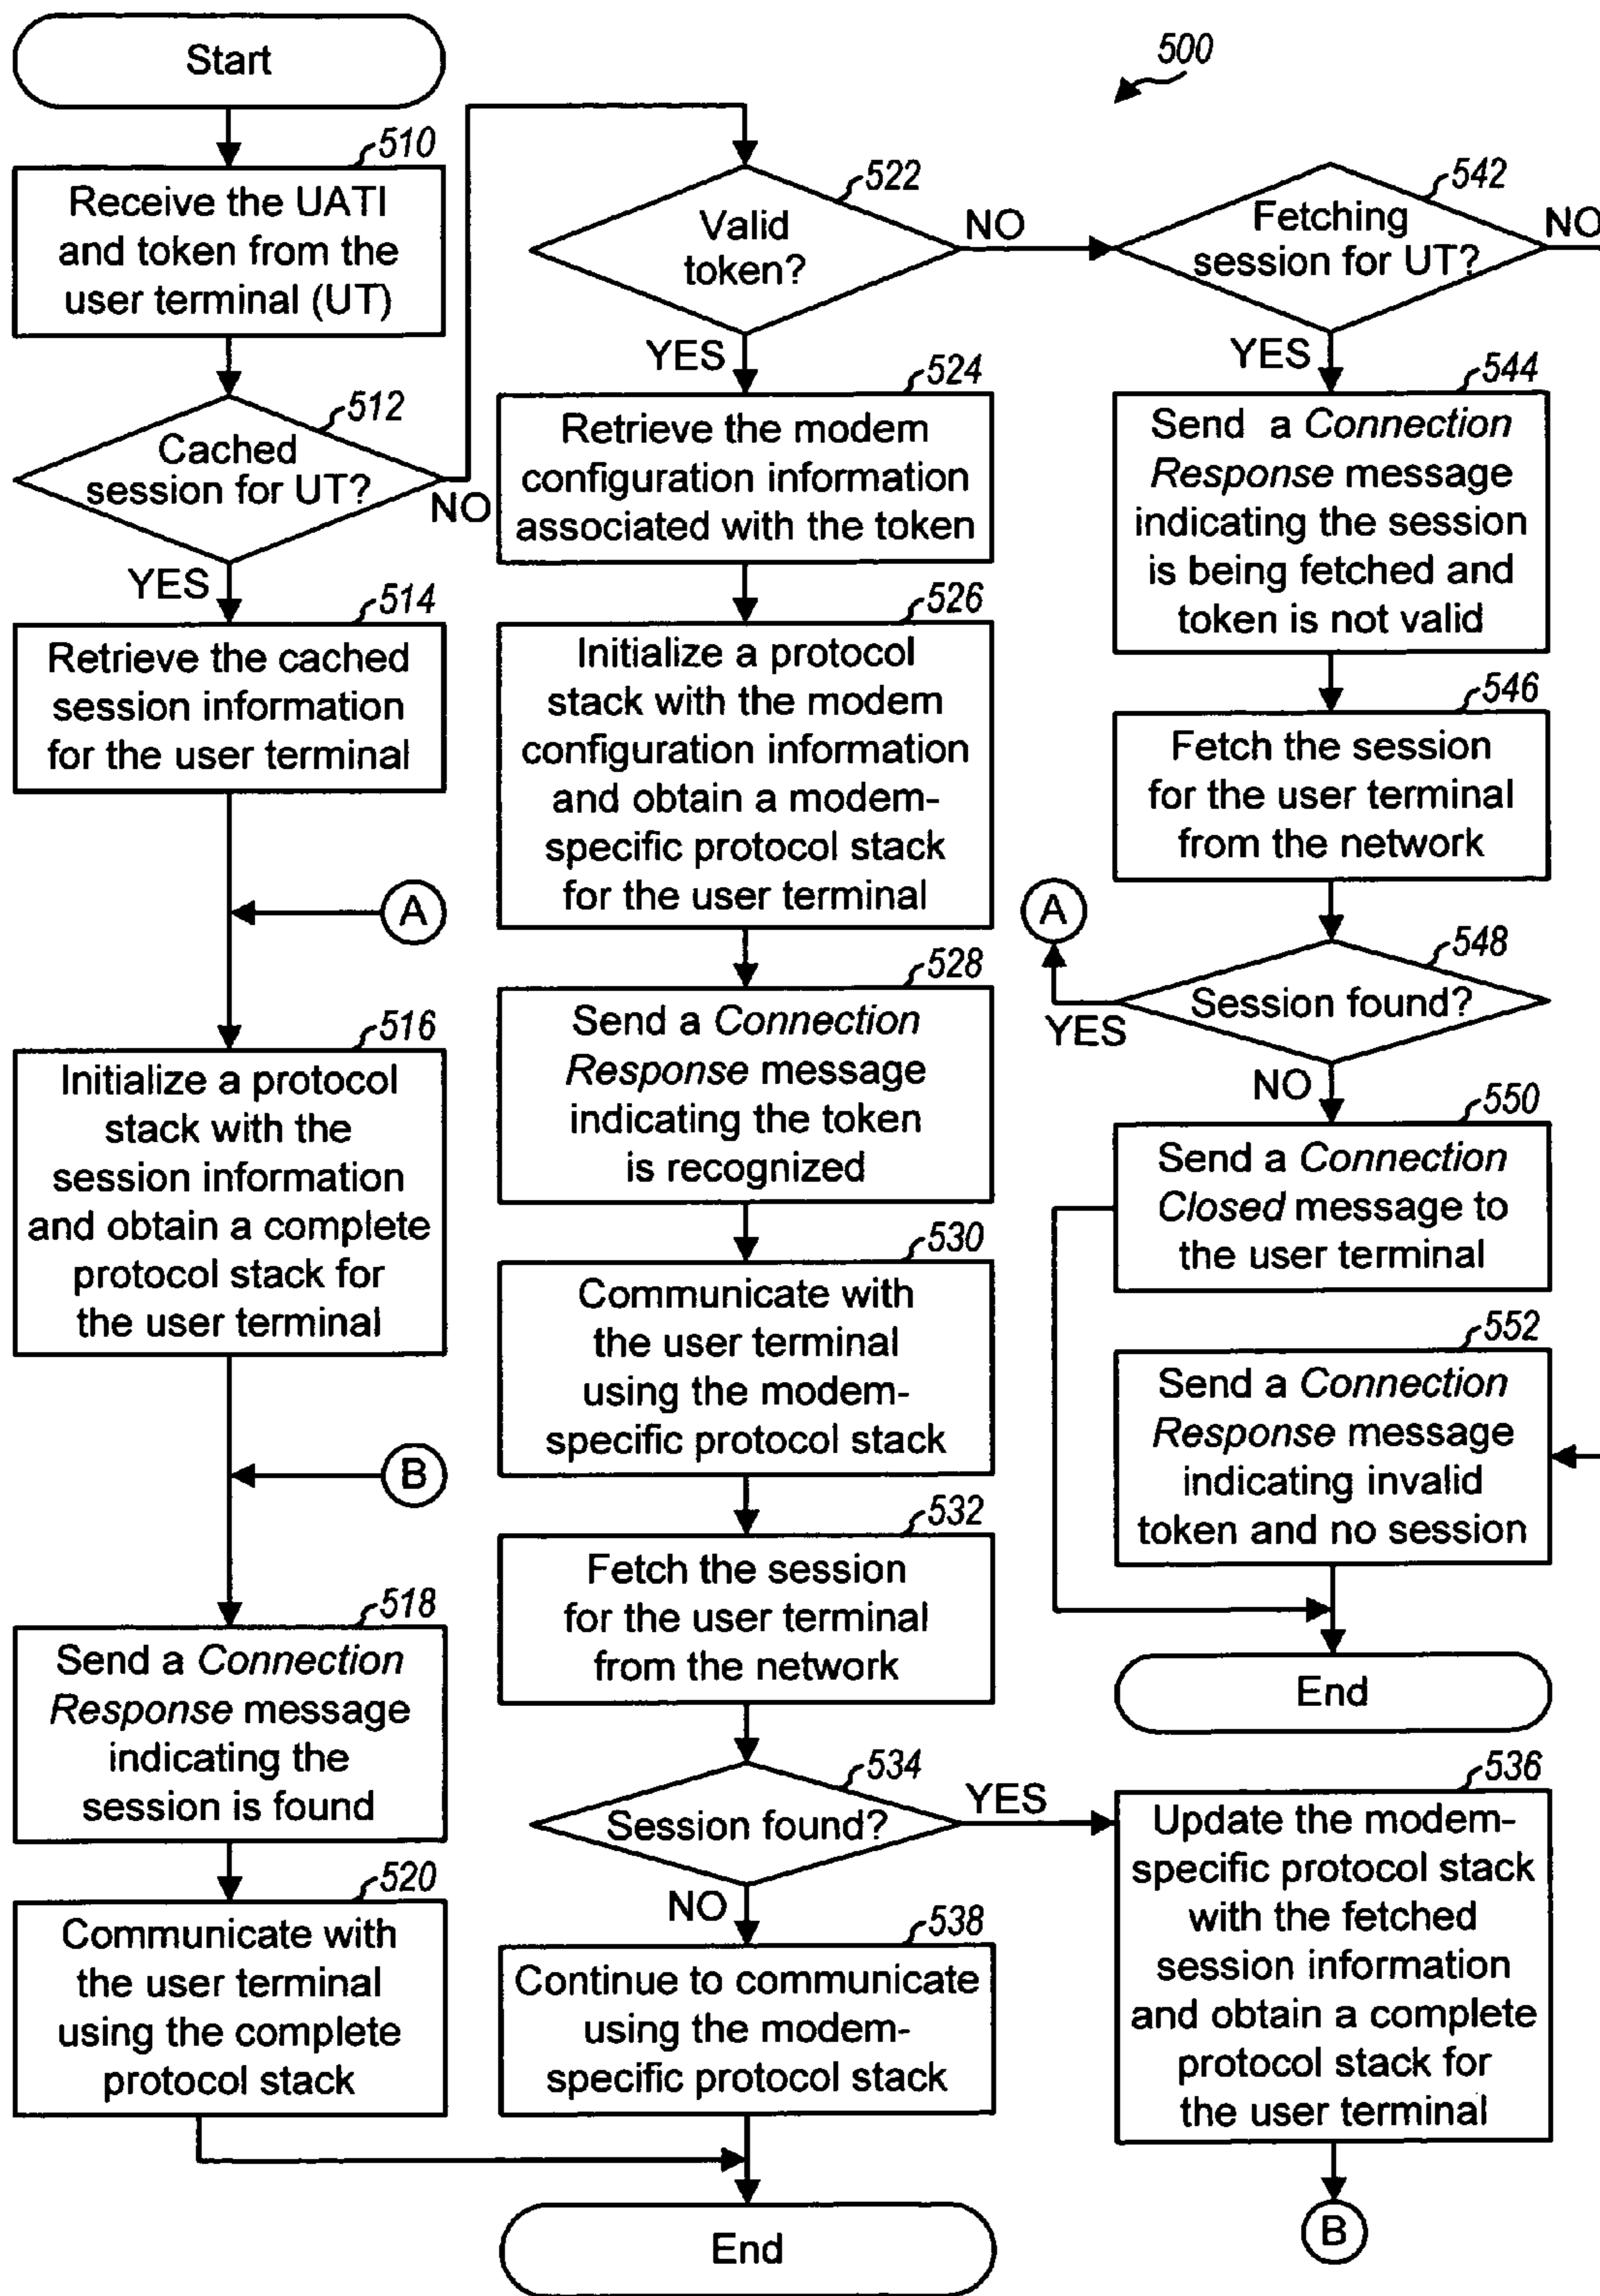 500
Start
510
Receive the UATI
and token from the
user terminal (UT)
512
Cached
session for UT?
NO
YES
514
Retrieve the cached
session information
for the user terminal
A
516
Initialize a protocol
stack with the
session information
and obtain a complete
protocol stack for
the user terminal
B
518
Send a Connection
Response message
indicating the
session is found
520
Communicate with
the user terminal
using the complete
protocol stack
522
Valid
token?
NO
YES
524
Retrieve the modem
configuration information
associated with the token
526
Initialize a protocol
stack with the modem
configuration information
and obtain a modem-
specific protocol stack
for the user terminal
528
Send a Connection
Response message
indicating the token
is recognized
530
Communicate with
the user terminal
using the modem-
specific protocol stack
532
Fetch the session
for the user terminal
from the network
534
Session found?
YES
NO
538
Continue to communicate
using the modem-
specific protocol stack
End
542
Fetching
session for UT?
NO
YES
544
Send a Connection
Response message
indicating the session
is being fetched and
token is not valid
546
Fetch the session
for the user terminal
from the network
A
548
Session found?
YES
NO
550
Send a Connection
Closed message to
the user terminal
552
Send a Connection
Response message
indicating invalid
token and no session
End
536
Update the modem-
specific protocol stack
with the fetched
session information
and obtain a complete
protocol stack for
the user terminal
B